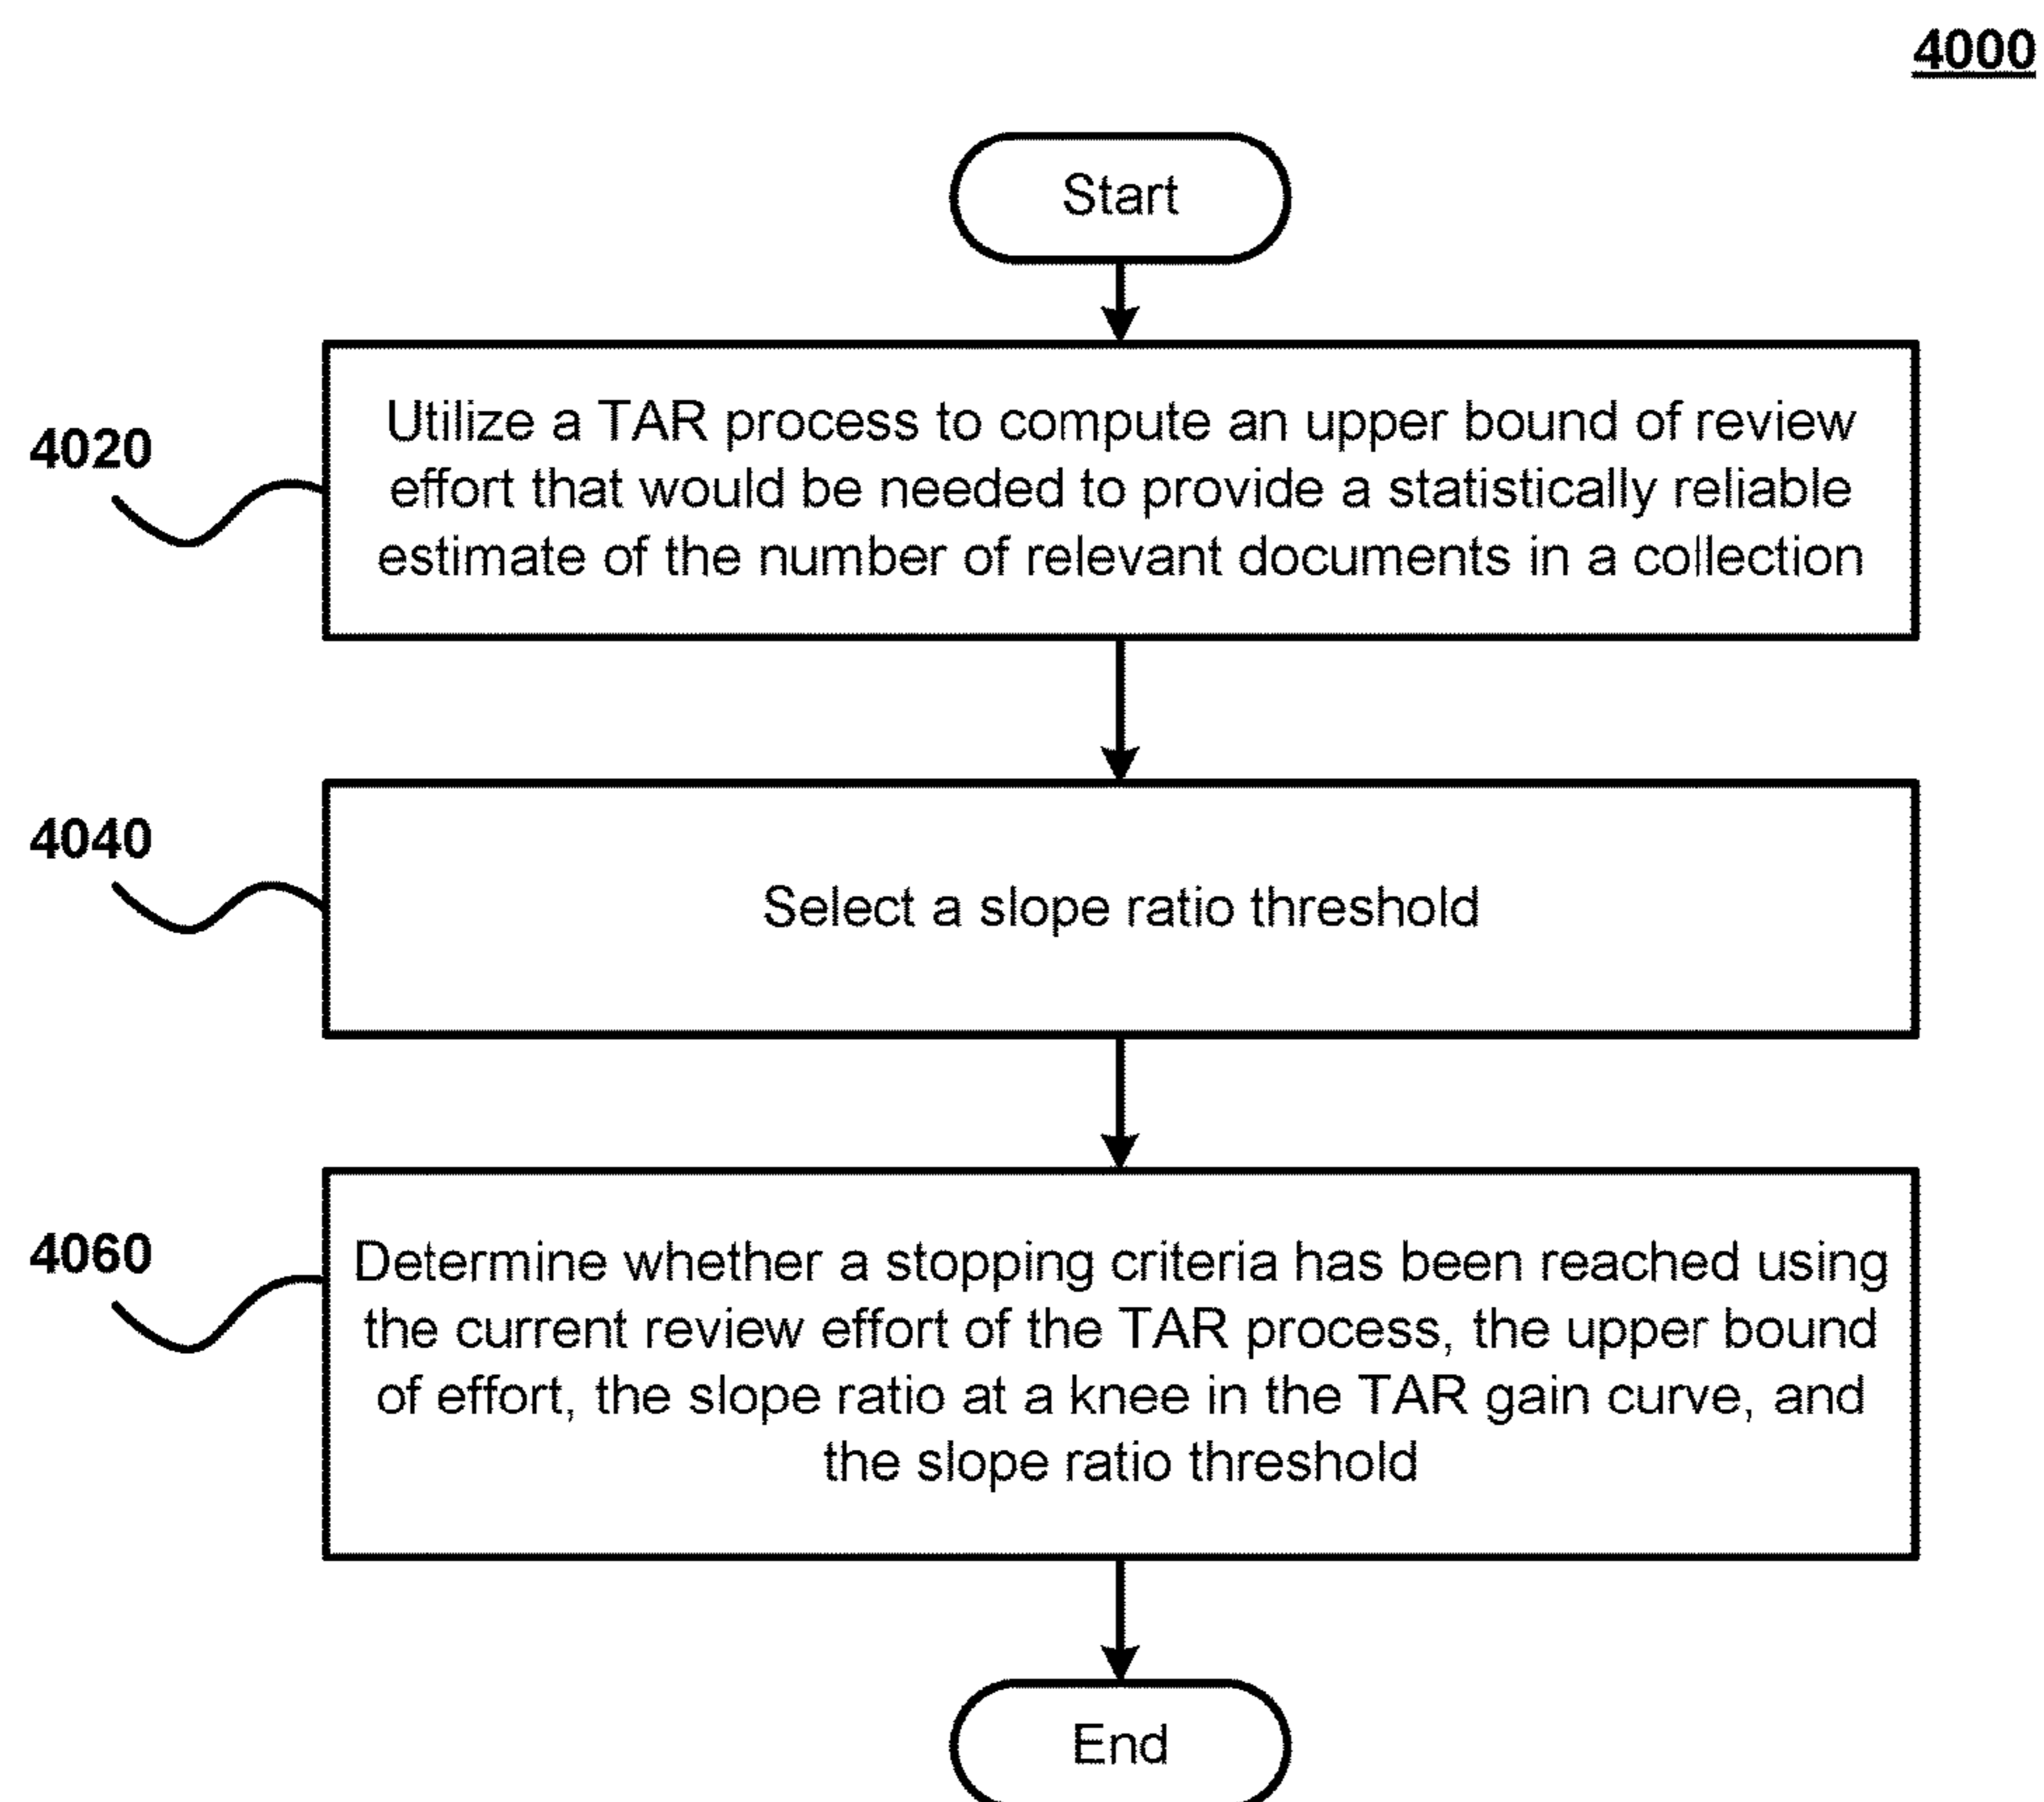 4000
Start
4020
Utilize a TAR process to compute an upper bound of review
effort that would be needed to provide a statistically reliable
estimate of the number of relevant documents in a collection
4040
Select a slope ratio threshold
4060
Determine whether a stopping criteria has been reached using
the current review effort of the TAR process, the upper bound
of effort, the slope ratio at a knee in the TAR gain curve, and
the slope ratio threshold
End